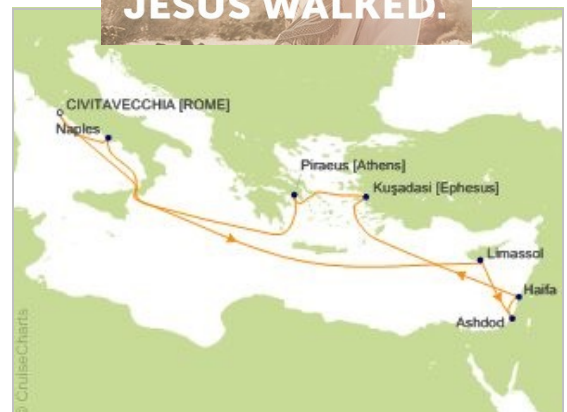 JESUS WALKED.
CIVITAVECCHIA [ROME]
Naples
Piraeus [Athens]
Kuşadasi [Ephesus]
Limassol
Haifa
Ashdod
© CruiseCharts